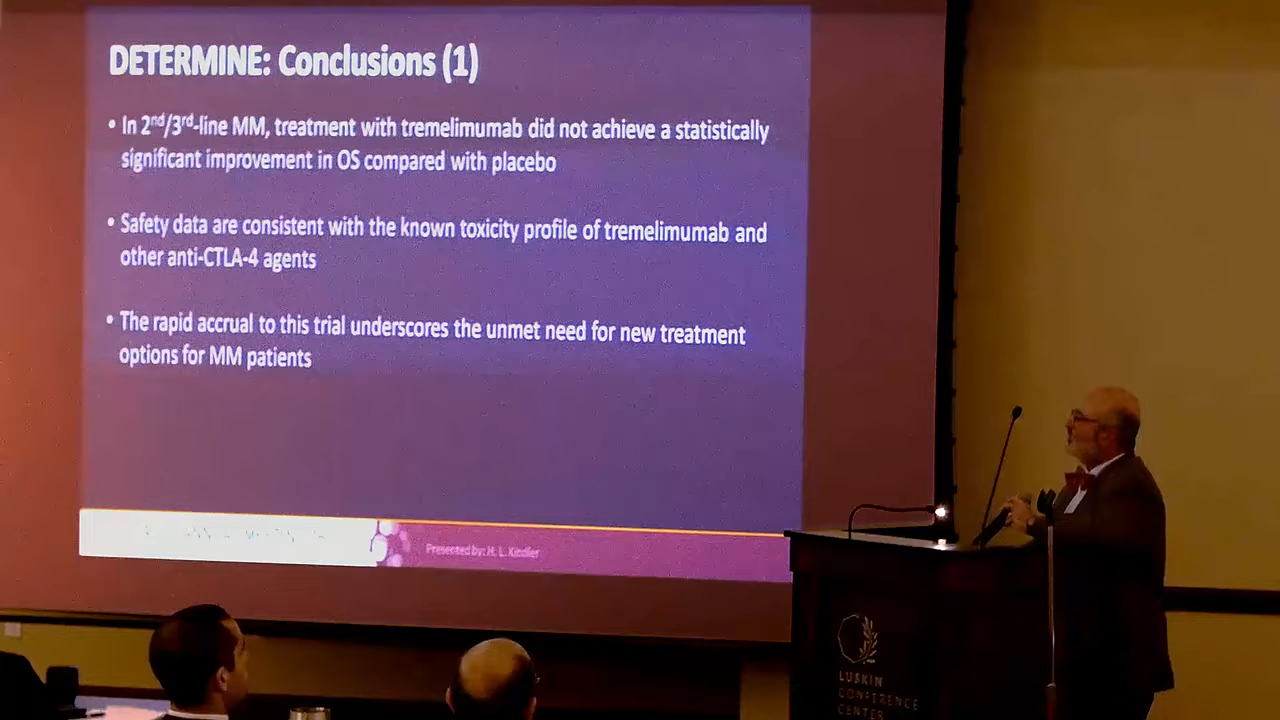 DETERMINE: Conclusions (1)
• In 2nd/3rd-line MM, treatment with tremelimumab did not achieve a statistically
significant improvement in OS compared with placebo
• Safety data are consistent with the known toxicity profile of tremelimumab and
other anti-CTLA-4 agents
• The rapid accrual to this trial underscores the unmet need for new treatment
options for MM patients
Presented by: H. L. Kindler
LUSKIN
CONFERENCE
CENTER